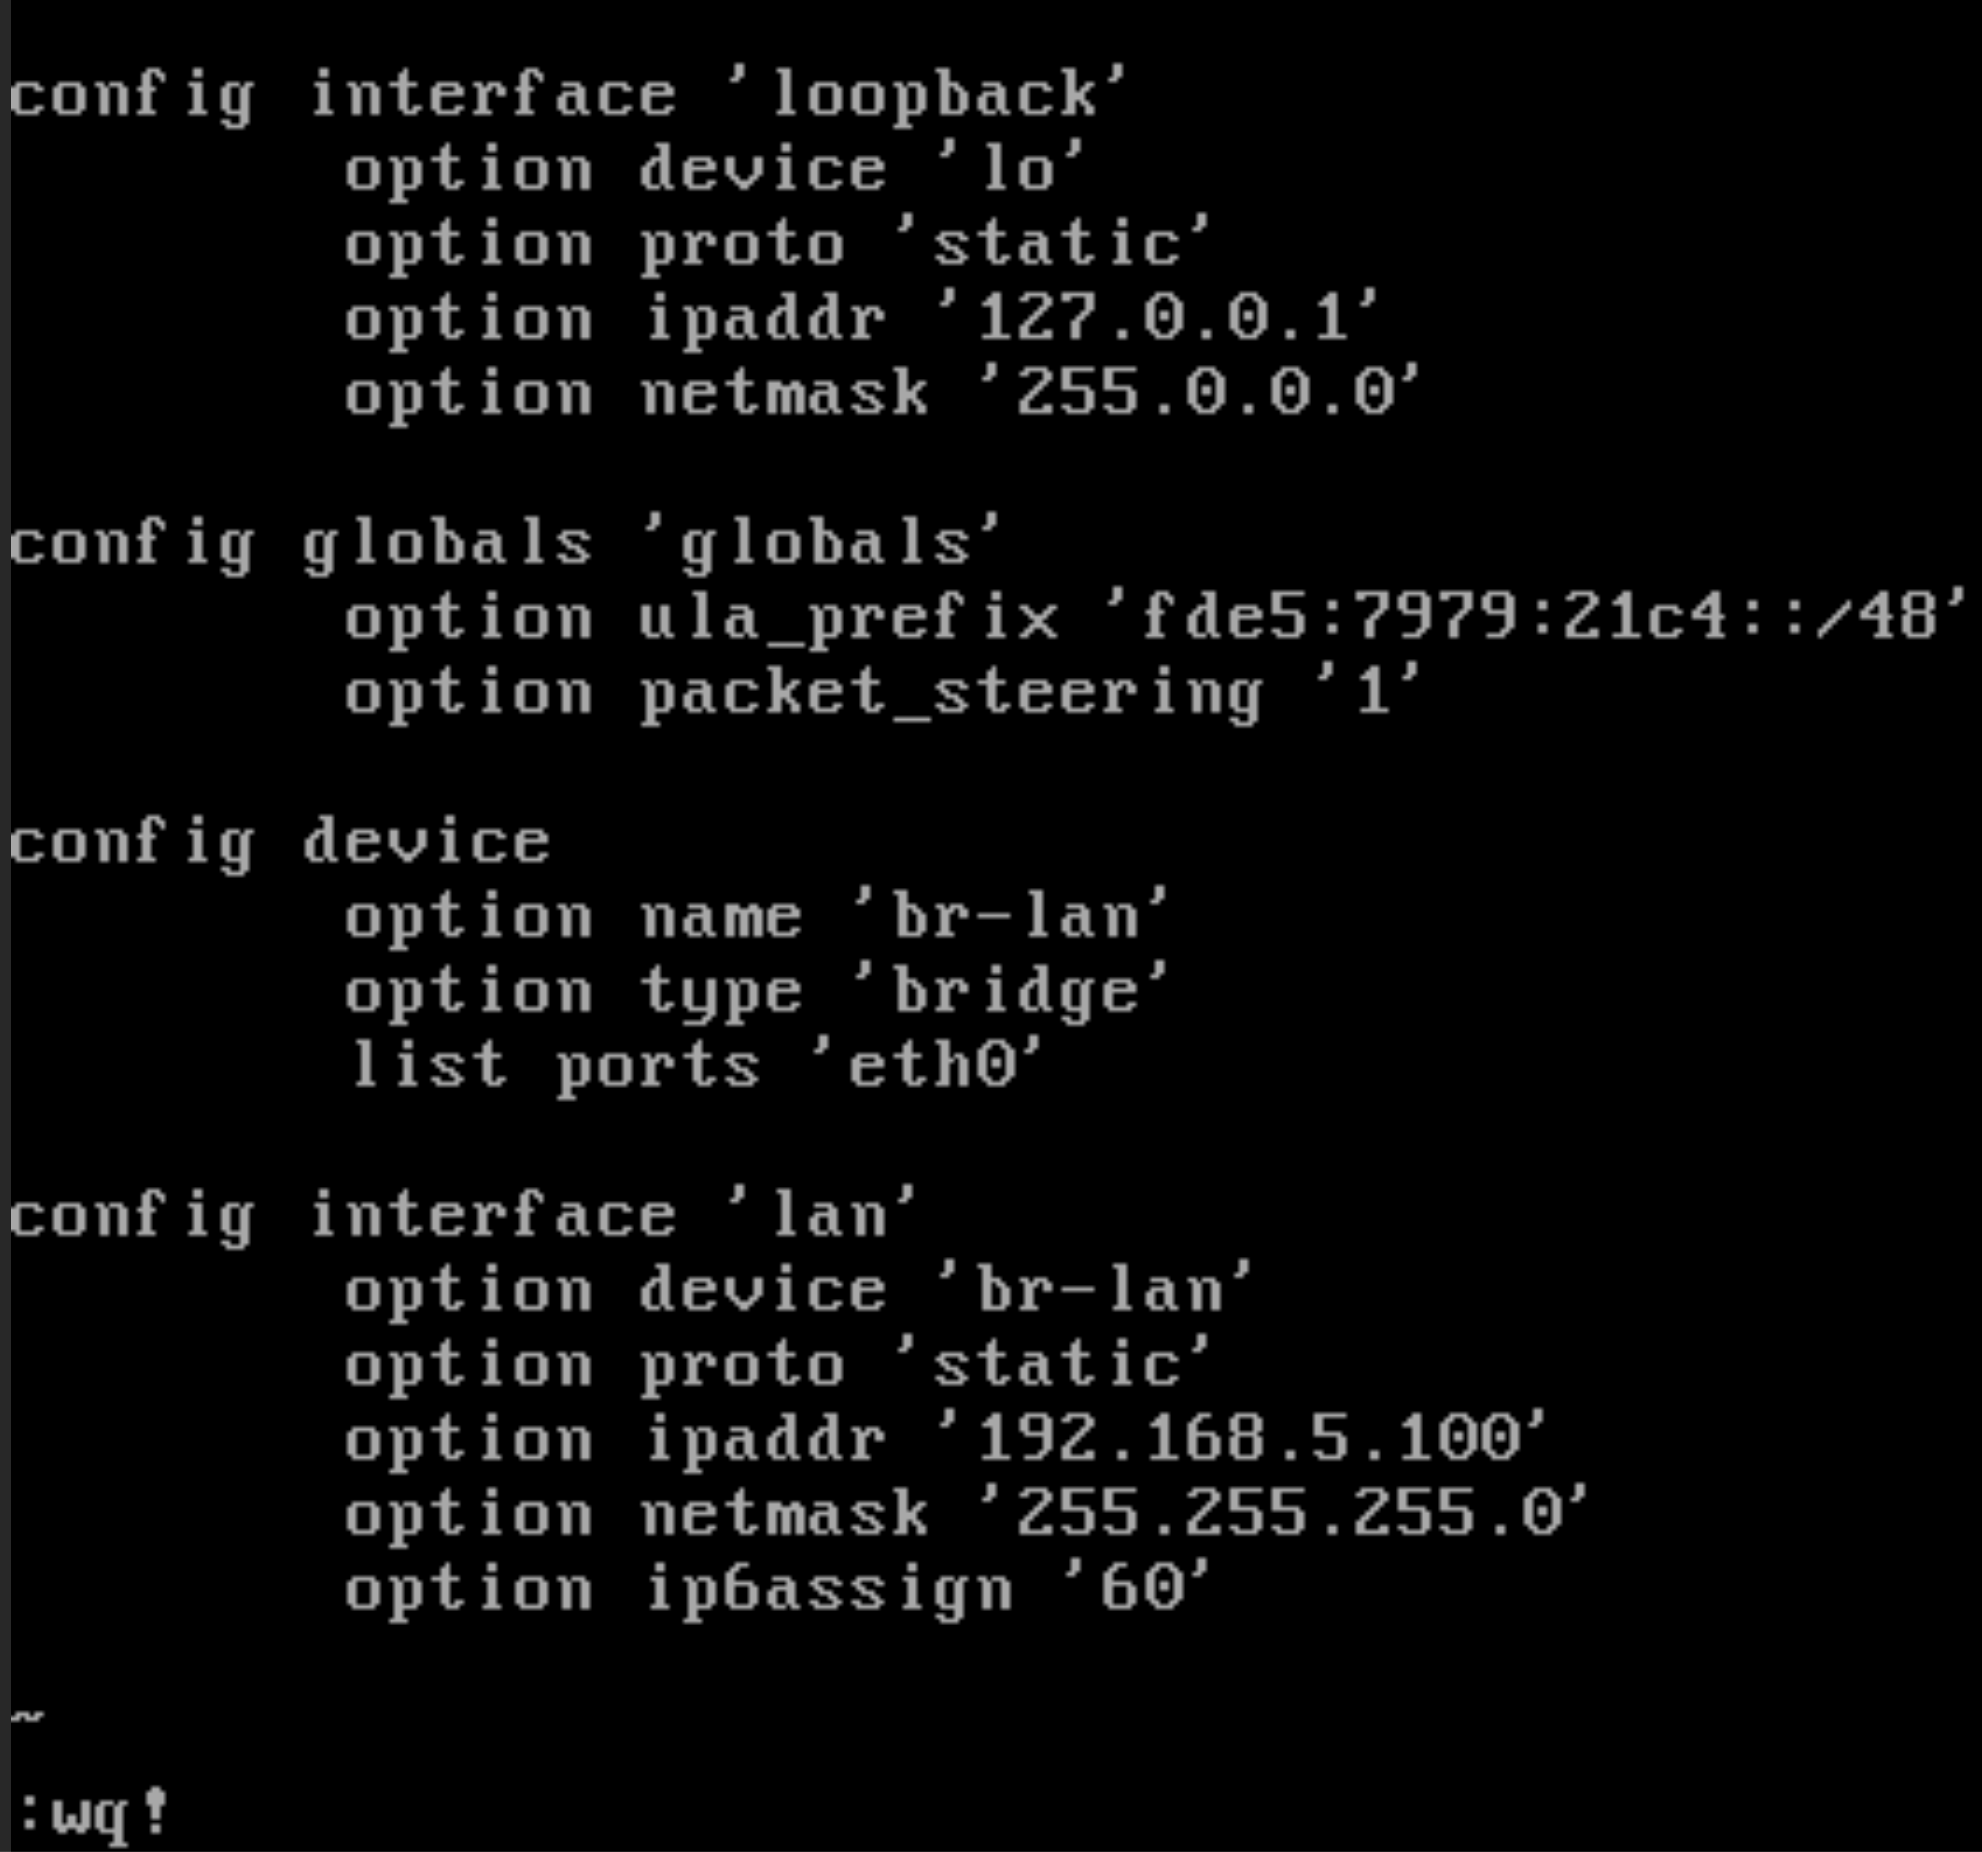 config interface 'loopback'
        option device 'lo'
        option proto 'static'
        option ipaddr '127.0.0.1'
        option netmask '255.0.0.0'

config globals 'globals'
        option ula_prefix 'fde5:7979:21c4::/48'
        option packet_steering '1'

config device
        option name 'br-lan'
        option type 'bridge'
        list ports 'eth0'

config interface 'lan'
        option device 'br-lan'
        option proto 'static'
        option ipaddr '192.168.5.100'
        option netmask '255.255.255.0'
        option ip6assign '60'

~
:wq!